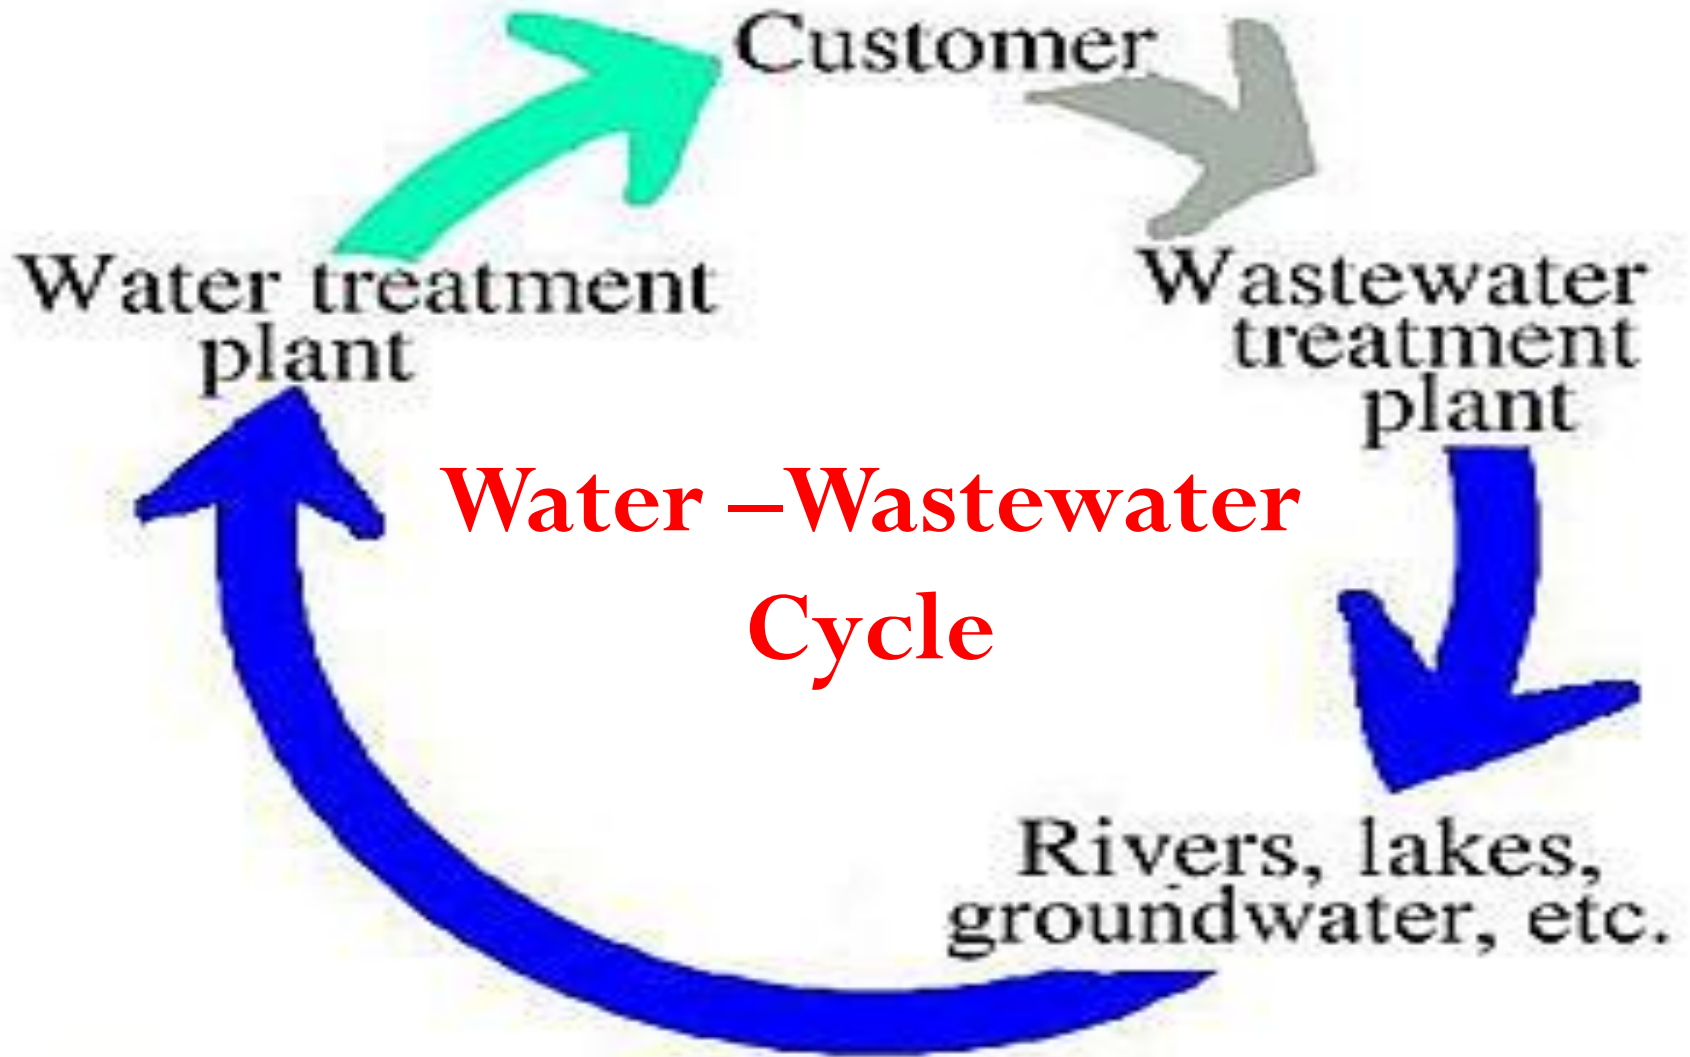 Customer
Water treatment
plant
Wastewater
treatment
plant
Water –Wastewater
Cycle
Rivers, lakes,
groundwater, etc.